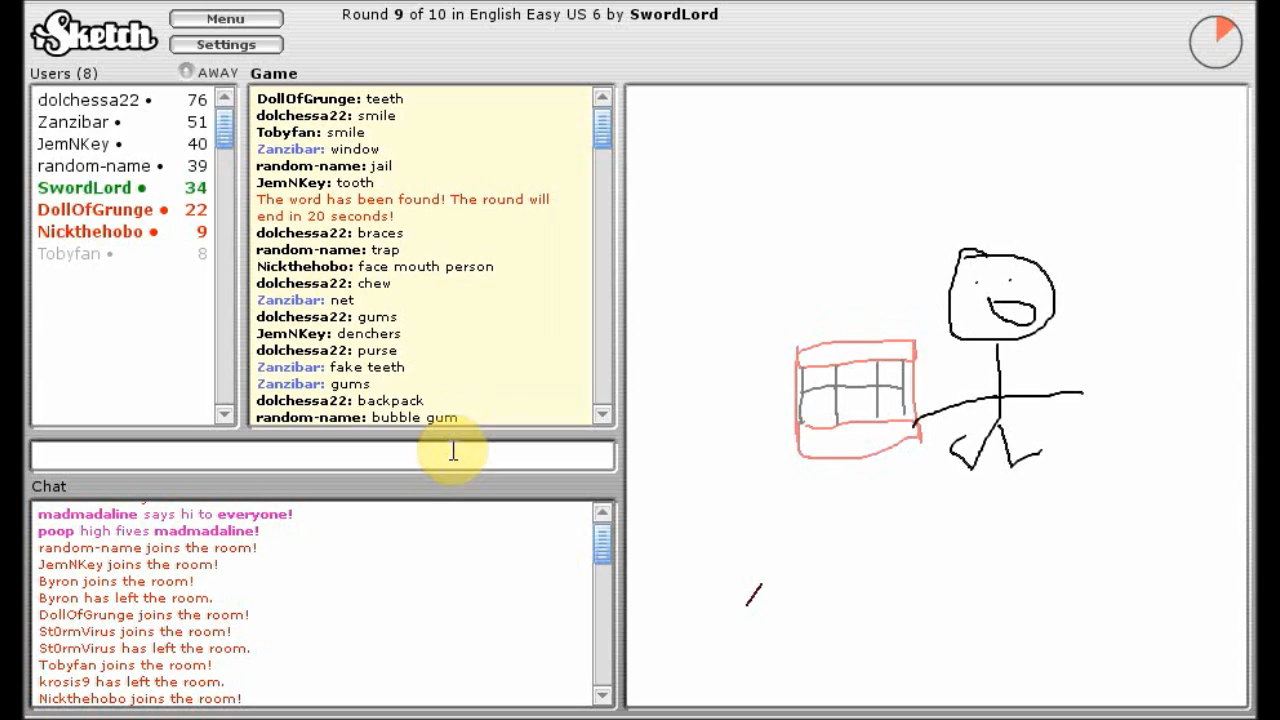 iSketch
Menu
Settings
Round 9 of 10 in English Easy US 6 by SwordLord
Users (8)
AWAY
Game
dolchessa22 • 76
Zanzibar • 51
JemNKey • 40
random-name • 39
SwordLord • 34
DollOfGrunge • 22
Nickthehobo • 9
Tobyfan • 8
DollOfGrunge: teeth
dolchessa22: smile
Tobyfan: smile
Zanzibar: window
random-name: jail
JemNKey: tooth
The word has been found! The round will
end in 20 seconds!
dolchessa22: braces
random-name: trap
Nickthehobo: face mouth person
dolchessa22: chew
Zanzibar: net
dolchessa22: gums
JemNKey: denchers
dolchessa22: purse
Zanzibar: fake teeth
Zanzibar: gums
dolchessa22: backpack
random-name: bubble gum
Chat
madmadaline says hi to everyone!
poop high fives madmadaline!
random-name joins the room!
JemNKey joins the room!
Byron joins the room!
Byron has left the room.
DollOfGrunge joins the room!
St0rmVirus joins the room!
St0rmVirus has left the room.
Tobyfan joins the room!
krosis9 has left the room.
Nickthehobo joins the room!